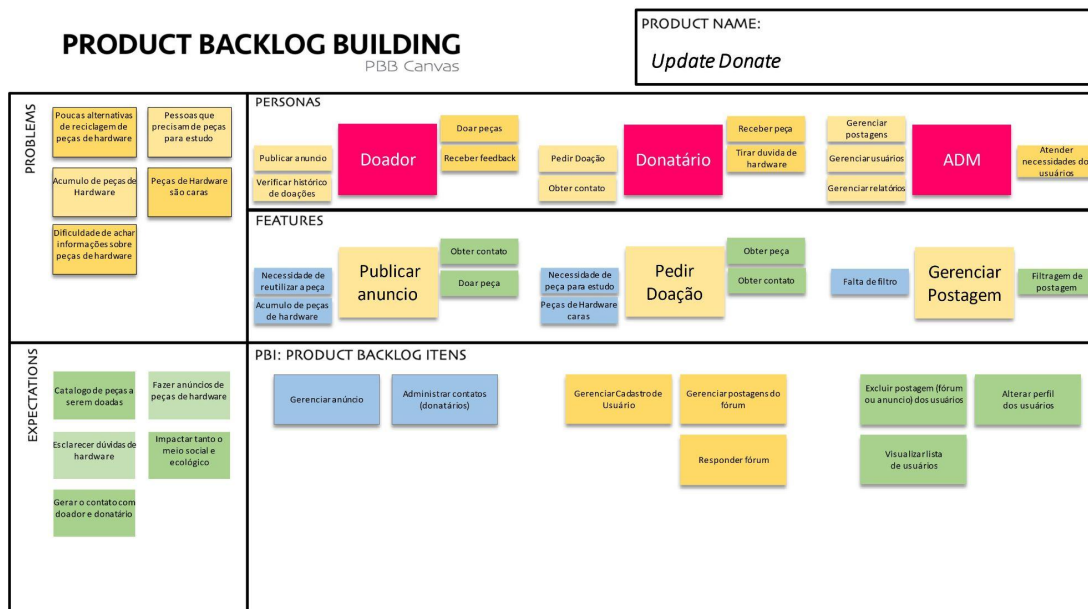 PRODUCT BACKLOG BUILDING
PBB Canvas
PRODUCT NAME:
Update Donate
PROBLEMS
Poucas alternativas
de reciclagem de
peças de hardware
Pessoas que
precisam de peças
para estudo
Acumulo de peças de
Hardware
Peças de Hardware
são caras
Dificuldade de achar
informações sobre
peças de hardware
PERSONAS
Publicar anuncio
Verificar histórico
de doações
Doador
Doar peças
Receber feedback
Pedir Doação
Obter contato
Donatário
Receber peça
Tirar duvida de
hardware
Gerenciar
postagens
Gerenciar usuários
Gerenciar relatórios
ADM
Atender
necessidades dos
usuários
FEATURES
Necessidade de
reutilizar a peça
Acumulo de peças
de hardware
Publicar
anuncio
Obter contato
Doar peça
Necessidade de
peça para estudo
Peças de Hardware
caras
Pedir
Doação
Obter peça
Obter contato
Falta de filtro
Gerenciar
Postagem
Filtragem de
postagem
EXPECTATIONS
Catalogo de peças a
serem doadas
Fazer anúncios de
peças de hardware
Esclarecer dúvidas de
hardware
Impactar tanto o
meio social e
ecológico
Gerar o contato com
doador e donatário
PBI: PRODUCT BACKLOG ITENS
Gerenciar anúncio
Administrar contatos
(donatários)
Gerenciar Cadastro de
Usuário
Gerenciar postagens do
fórum
Responder fórum
Excluir postagem (fórum
ou anuncio) dos usuários
Alterar perfil
dos usuários
Visualizar lista
de usuários